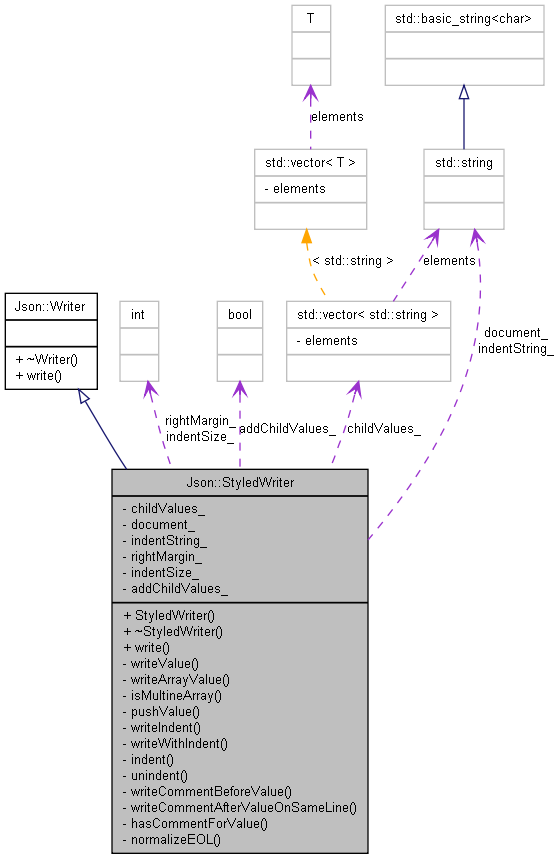 T
std::basic_string<char>
elements
std::vector< T >
- elements
std::string
< std::string >
elements
Json::Writer
+ ~Writer()
+ write()
int
bool
std::vector< std::string >
- elements
document_
indentString_
rightMargin_
indentSize_
addChildValues_
childValues_
Json::StyledWriter
- childValues_
- document_
- indentString_
- rightMargin_
- indentSize_
- addChildValues_
+ StyledWriter()
+ ~StyledWriter()
+ write()
- writeValue()
- writeArrayValue()
- isMultineArray()
- pushValue()
- writeIndent()
- writeWithIndent()
- indent()
- unindent()
- writeCommentBeforeValue()
- writeCommentAfterValueOnSameLine()
- hasCommentForValue()
- normalizeEOL()